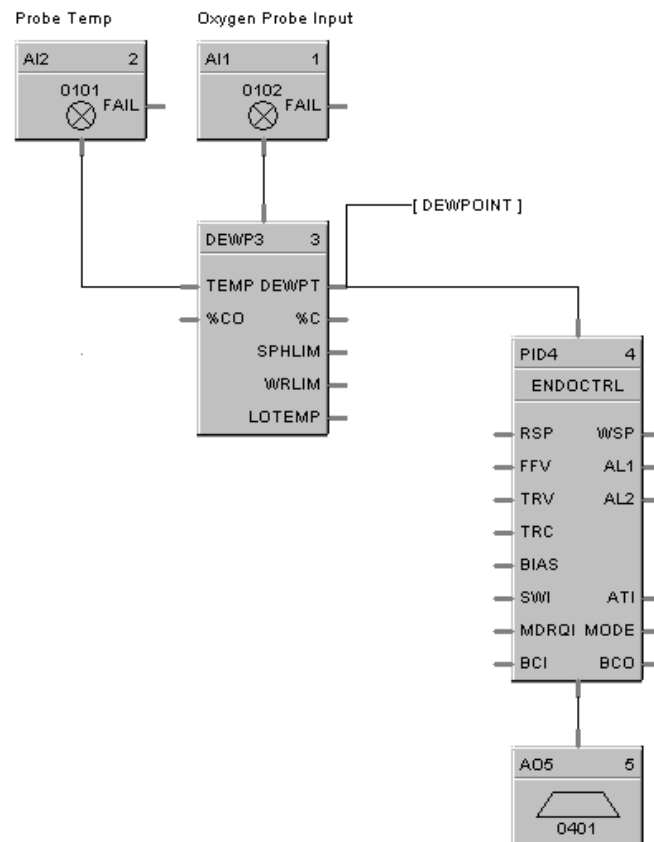 Probe Temp
Oxygen Probe Input
AI2 2
0101
FAIL
AI1 1
0102
FAIL
[ DEWPOINT ]
DEWP3 3
TEMP DEWPT
%CO %C
SPHLIM
WRLIM
LOTEMP
PID4 4
ENDOCTRL
RSP WSP
FFV AL1
TRV AL2
TRC
BIAS
SWI ATI
MDRQI MODE
BCI BCO
AO5 5
0401